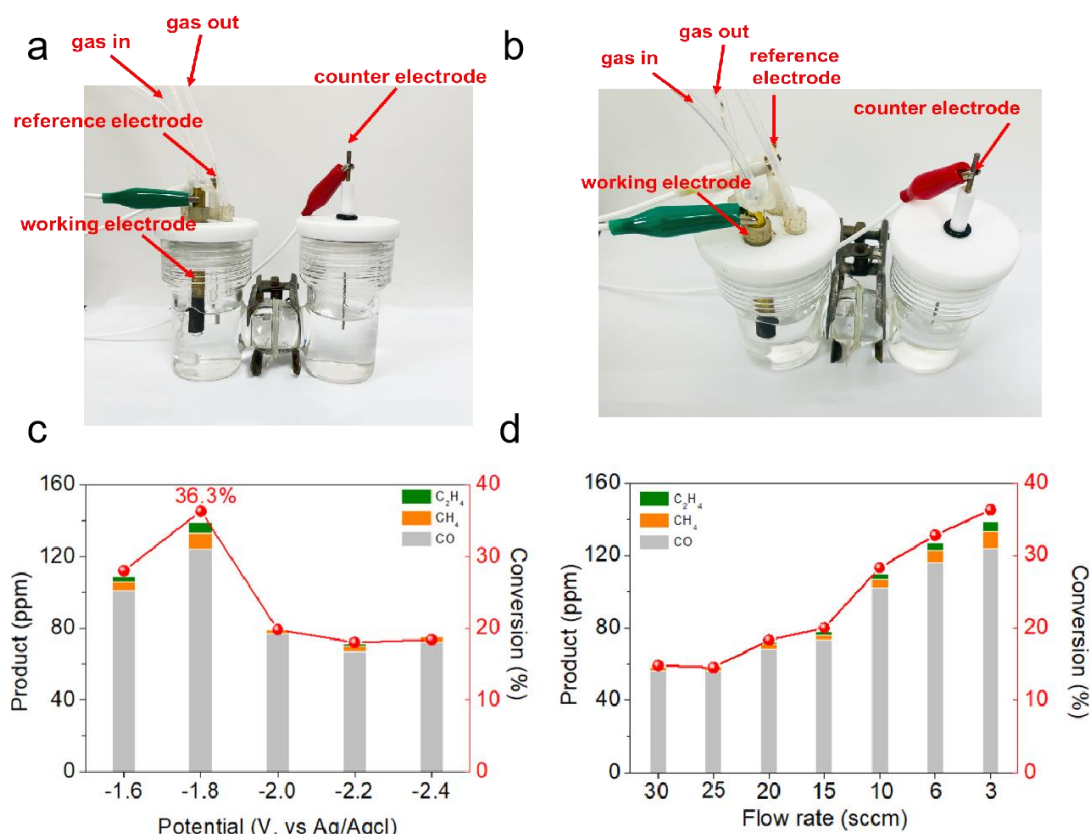 a
gas in
gas out
counter electrode
reference electrode
working electrode
b
gas in
gas out
reference
electrode
counter electrode
working electrode
c
160
120
80
40
0
Product (ppm)
36.3%
C₂H₄
CH₄
CO
40
30
20
10
0
Conversion (%)
-1.6 -1.8 -2.0 -2.2 -2.4
Potential (V, vs Ag/Agcl)
d
160
120
80
40
0
Product (ppm)
C₂H₄
CH₄
CO
40
30
20
10
0
Conversion (%)
30 25 20 15 10 6 3
Flow rate (sccm)